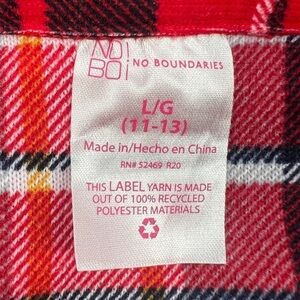 NO
BO
NO BOUNDARIES
L/G
(11-13)
Made in/Hecho en China
RN# 52469 R20
THIS LABEL YARN IS MADE
OUT OF 100% RECYCLED
POLYESTER MATERIALS